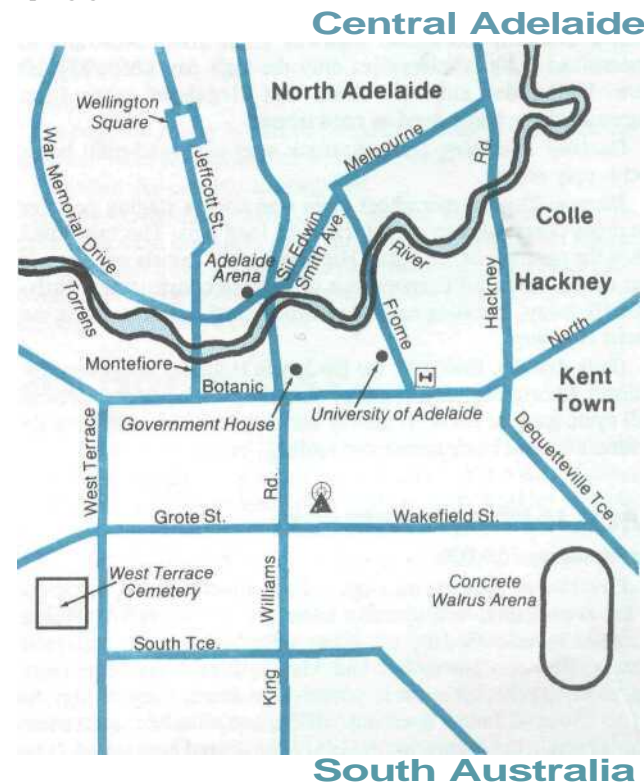 Central Adelaide
North Adelaide
Wellington
Square
Melbourne
War Memorial Drive
Jeffcott St.
Rd
Colle
Sir Edwin
Smith Ave.
Adelaide
Arena
River
Hackney
Torrens
Frome
Hackney
North
Montefiore
Botanic
H
Kent
Town
Government House
University of Adelaide
West Terrace
Rd.
Dequetteville Tce.
Grote St.
Wakefield St.
West Terrace
Cemetery
Concrete
Walrus Arena
Williams
South Tce.
King
South Australia